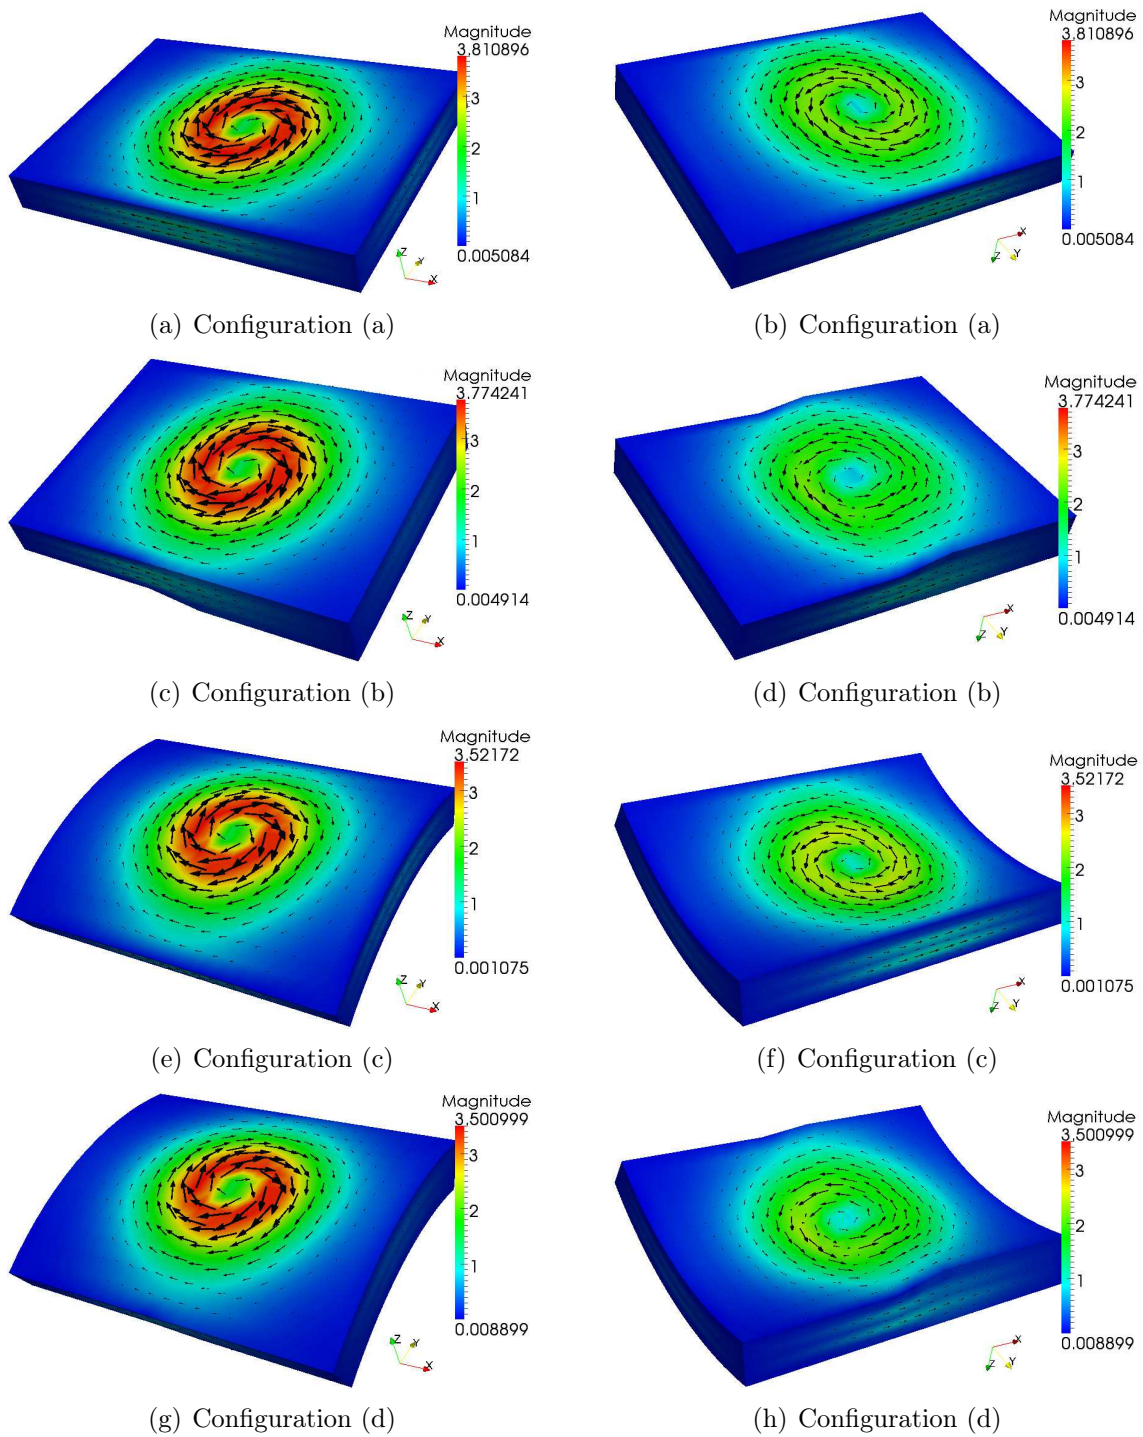 Magnitude
3.810896
3
2
1
0.005084
Z
Y
X
Magnitude
3.810896
3
2
1
0.005084
X
Z
Y
(a) Configuration (a)
(b) Configuration (a)
Magnitude
3.774241
3
2
1
0.004914
Z
Y
X
Magnitude
3.774241
3
2
1
0.004914
X
Z
Y
(c) Configuration (b)
(d) Configuration (b)
Magnitude
3.52172
3
2
1
0.001075
Z
Y
X
Magnitude
3.52172
3
2
1
0.001075
X
Z
Y
(e) Configuration (c)
(f) Configuration (c)
Magnitude
3.500999
3
2
1
0.008899
Z
Y
X
Magnitude
3.500999
3
2
1
0.008899
X
Z
Y
(g) Configuration (d)
(h) Configuration (d)